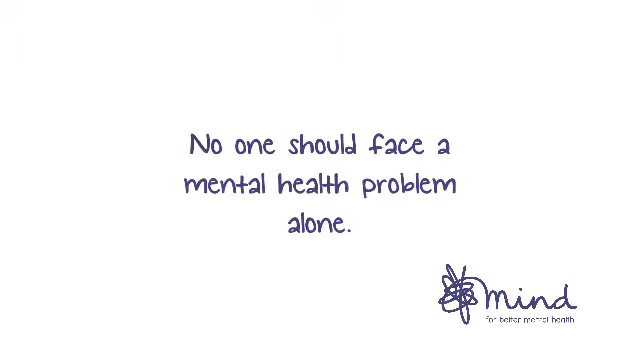 No one should face a
mental health problem
alone.
mind
for better mental health